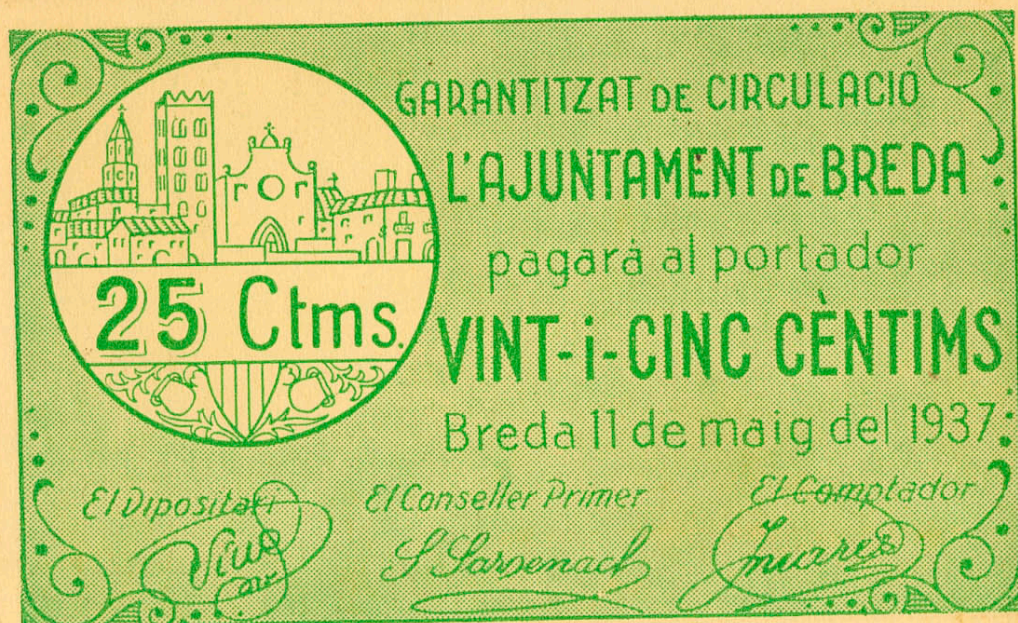 GARANTITZAT DE CIRCULACIÓ
L'AJUNTAMENT DE BREDA
pagarà al portador
VINT-i-CINC CÈNTIMS
Breda 11 de maig del 1937.
25 Ctms.
El Dipositari El Conseller Primer El Comptador